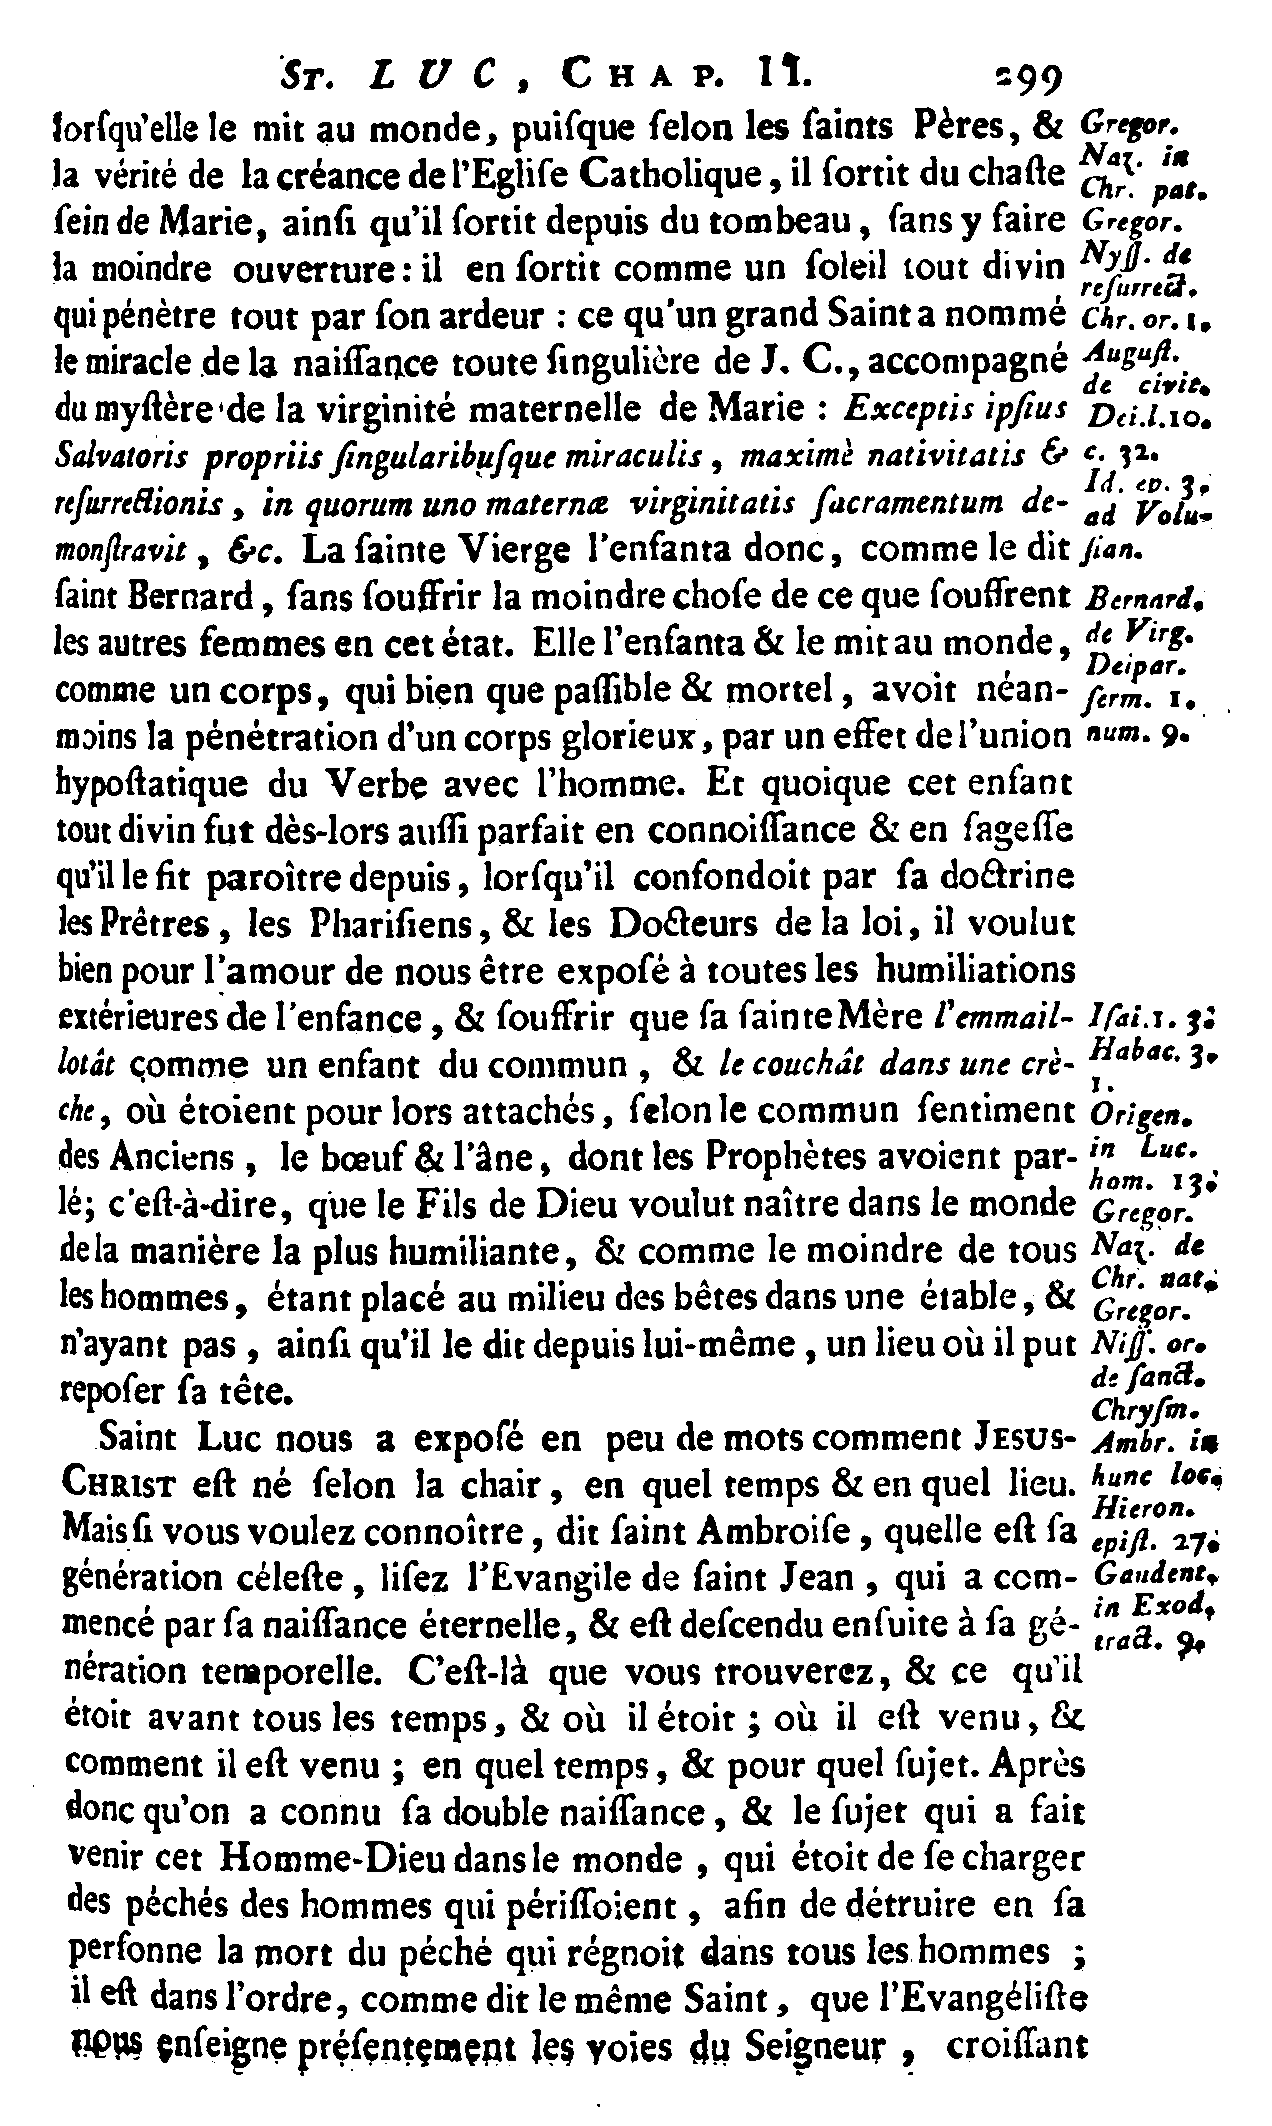 St. LUC, Chap. II. 299
lorſqu'elle le mit au monde, puiſque ſelon les ſaints Pères, &
la vérité de la créance de l'Egliſe Catholique, il ſortit du chaſte
ſein de Marie, ainſi qu'il ſortit depuis du tombeau, ſans y faire
la moindre ouverture : il en ſortit comme un ſoleil tout divin
qui pénètre tout par ſon ardeur : ce qu'un grand Saint a nommé
le miracle de la naiſſance toute ſingulière de J. C., accompagné
du myſtère de la virginité maternelle de Marie : Exceptis ipſius
Salvatoris propriis ſingularibuſque miraculis, maximè nativitatis &
reſurrectionis, in quorum uno maternæ virginitatis ſacramentum de-
monſtravit, &c. La ſainte Vierge l'enfanta donc, comme le dit
ſaint Bernard, ſans ſouffrir la moindre choſe de ce que ſouffrent
les autres femmes en cet état. Elle l'enfanta & le mit au monde,
comme un corps, qui bien que paſſible & mortel, avoit néan-
moins la pénétration d'un corps glorieux, par un effet de l'union
hypoſtatique du Verbe avec l'homme. Et quoique cet enfant
tout divin fut dès-lors auſſi parfait en connoiſſance & en ſageſſe
qu'il le fit paroître depuis, lorſqu'il confondoit par ſa doctrine
les Prêtres, les Phariſiens, & les Docteurs de la loi, il voulut
bien pour l'amour de nous être expoſé à toutes les humiliations
extérieures de l'enfance, & ſouffrir que ſa ſainte Mère l'emmail-
lotât comme un enfant du commun, & le couchât dans une crè-
che, où étoient pour lors attachés, ſelon le commun ſentiment
des Anciens, le bœuf & l'âne, dont les Prophètes avoient par-
lé; c'eſt-à-dire, que le Fils de Dieu voulut naître dans le monde
de la manière la plus humiliante, & comme le moindre de tous
les hommes, étant placé au milieu des bêtes dans une étable, &
n'ayant pas, ainſi qu'il le dit depuis lui-même, un lieu où il put
repoſer ſa tête.
Saint Luc nous a expoſé en peu de mots comment JESUS-
CHRIST eſt né ſelon la chair, en quel temps & en quel lieu.
Mais ſi vous voulez connoître, dit ſaint Ambroiſe, quelle eſt ſa
génération céleſte, liſez l'Evangile de ſaint Jean, qui a com-
mencé par ſa naiſſance éternelle, & eſt deſcendu enſuite à ſa gé-
nération temporelle. C'eſt-là que vous trouverez, & ce qu'il
étoit avant tous les temps, & où il étoit ; où il eſt venu, &
comment il eſt venu ; en quel temps, & pour quel ſujet. Après
donc qu'on a connu ſa double naiſſance, & le ſujet qui a fait
venir cet Homme-Dieu dans le monde, qui étoit de ſe charger
des péchés des hommes qui périſſoient, afin de détruire en ſa
perſonne la mort du péché qui régnoit dans tous les hommes ;
il eſt dans l'ordre, comme dit le même Saint, que l'Evangéliſte
nous enſeigne préſentement les voies du Seigneur, croiſſant
Gregor.
Naz. in
Chr. pat.
Gregor.
Nyſſ. de
reſurrect.
Chr. or. 1.
Auguſt.
de civit.
Dei. l. 10.
c. 32.
Id. ep. 3.
ad Volu-
ſian.
Bernard.
de Virg.
Deipar.
ſerm. 1.
num. 9.
Iſai. 1. 3.
Habac. 3.
1.
Origen.
in Luc.
hom. 13.
Gregor.
Naz. de
Chr. nat.
Gregor.
Niſſ. or.
de ſanct.
Chryſm.
Ambr. in
hunc loc.
Hieron.
epiſt. 27.
Gaudent.
in Exod.
tract. 9.